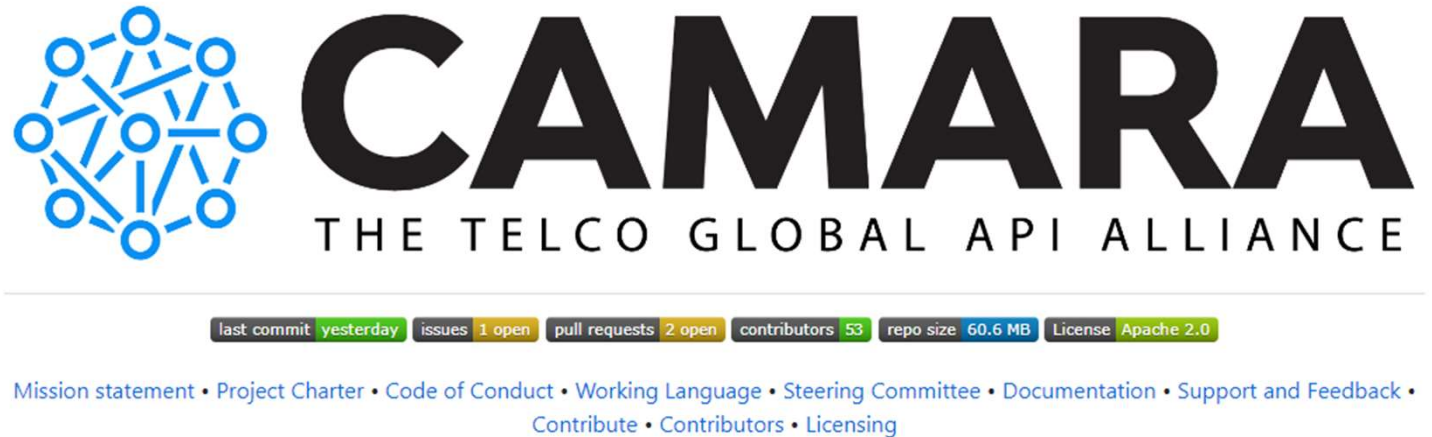 CAMARA
THE TELCO GLOBAL API ALLIANCE
last commit yesterday issues 1 open pull requests 2 open contributors 53 repo size 60.6 MB License Apache 2.0
Mission statement • Project Charter • Code of Conduct • Working Language • Steering Committee • Documentation • Support and Feedback •
Contribute • Contributors • Licensing